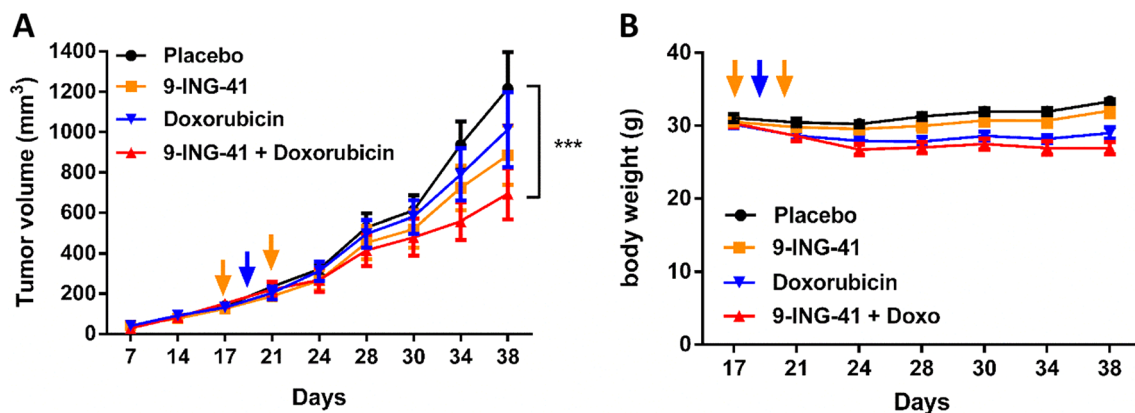 A
Tumor volume (mm³)
1400
1200
1000
800
600
400
200
0
Placebo
9-ING-41
Doxorubicin
9-ING-41 + Doxorubicin
***
7 14 17 21 24 28 30 34 38
Days
B
body weight (g)
40
30
20
10
0
Placebo
9-ING-41
Doxorubicin
9-ING-41 + Doxo
17 21 24 28 30 34 38
Days